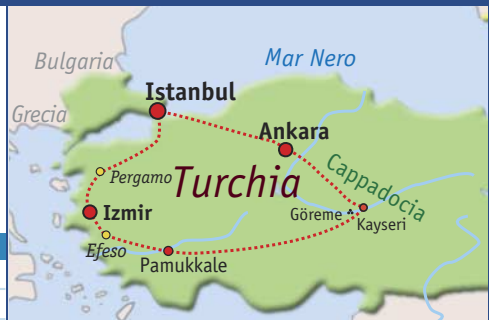 Bulgaria
Mar Nero
Istanbul
Grecia
Ankara
Pergamo
Turchia
Cappadocia
Izmir
Göreme
Kayseri
Efeso
Pamukkale